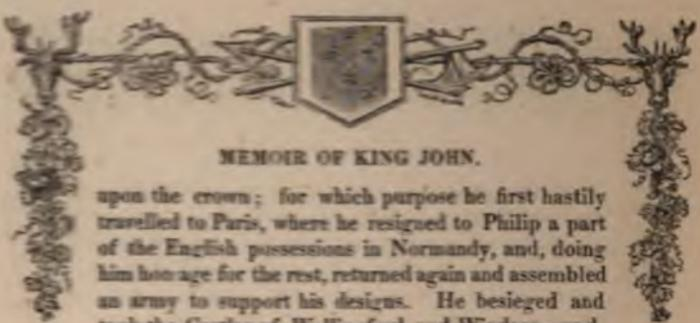 MEMOIR OF KING JOHN.
upon the crown; for which purpose he first hastily
travelled to Paris, where he resigned to Philip a part
of the English possessions in Normandy, and, doing
him homage for the rest, returned again and assembled
an army to support his designs. He besieged and